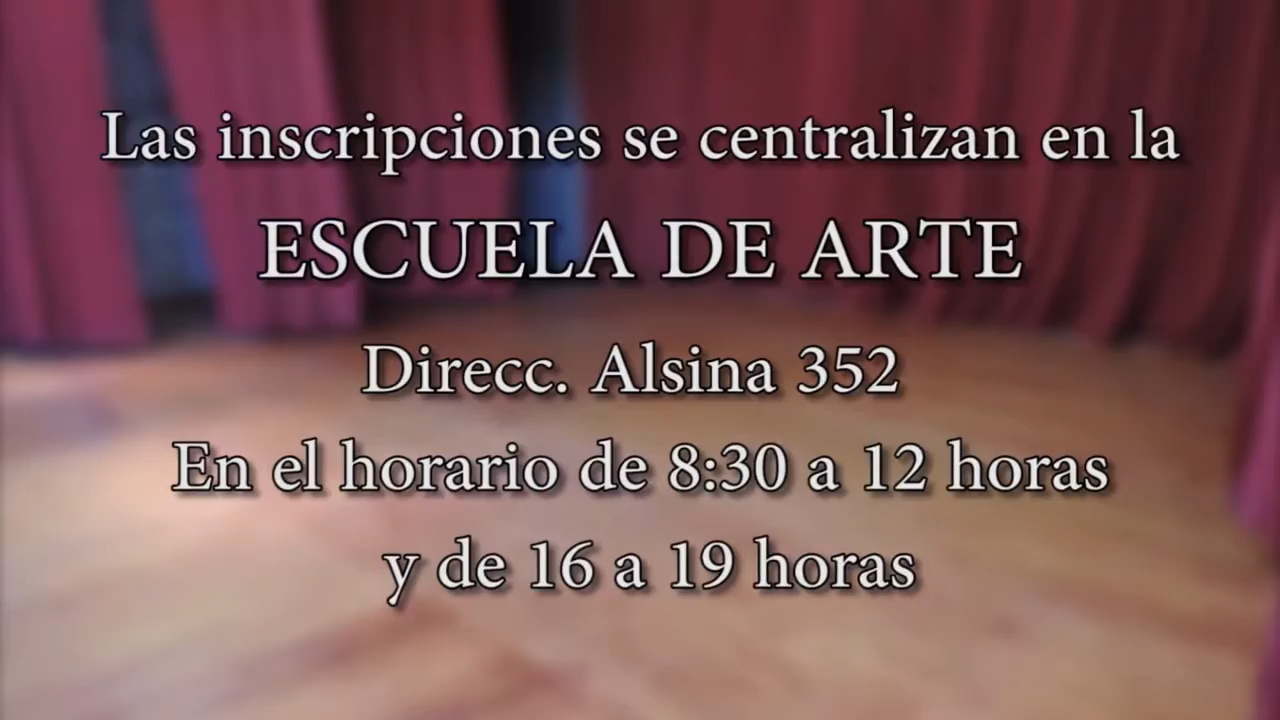 Las inscripciones se centralizan en la
ESCUELA DE ARTE
Direcc. Alsina 352
En el horario de 8:30 a 12 horas
y de 16 a 19 horas